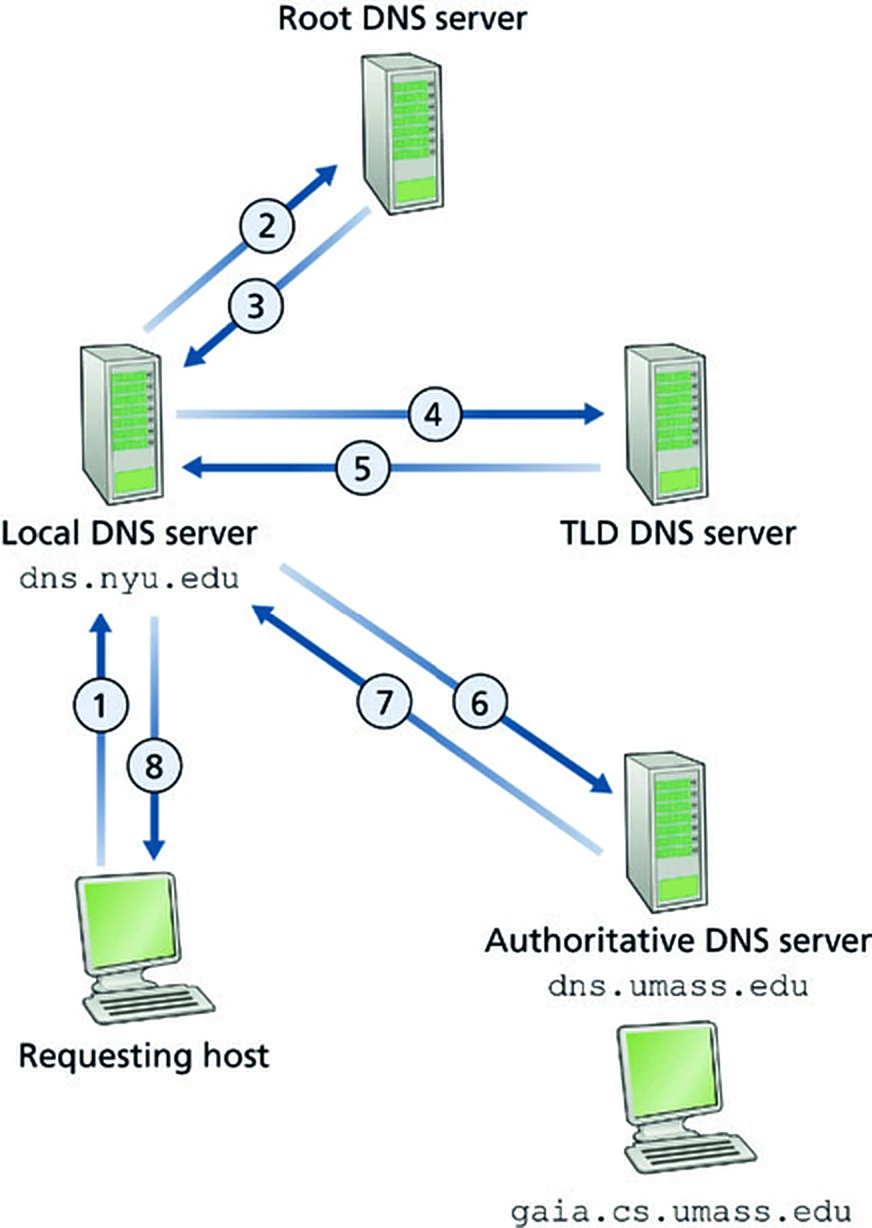 Root DNS server
2
3
4
5
Local DNS server
dns.nyu.edu
TLD DNS server
1
8
7
6
Authoritative DNS server
dns.umass.edu
Requesting host
gaia.cs.umass.edu